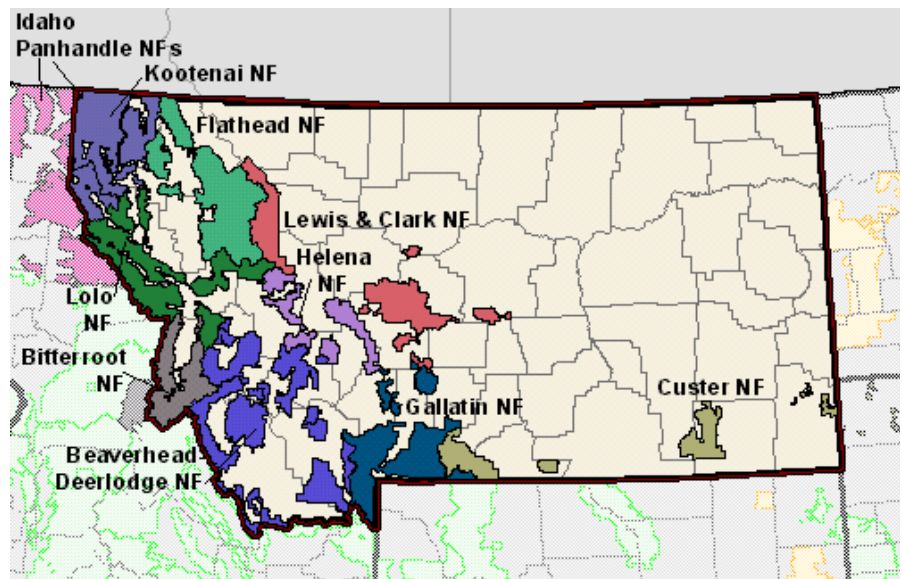 Idaho
Panhandle NFs
Kootenai NF
Flathead NF
Lewis & Clark NF
Helena
NF
Lolo
NF
Bitterroot
NF
Custer NF
Gallatin NF
Beaverhead
Deerlodge NF